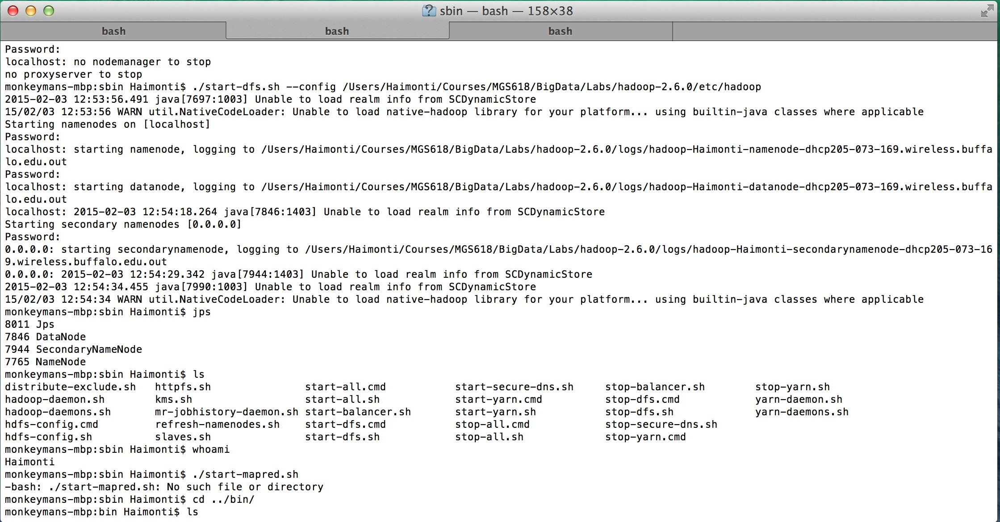 sbin — bash — 158×38
bash bash bash
Password:
localhost: no nodemanager to stop
no proxyserver to stop
monkeymans-mbp:sbin Haimonti$ ./start-dfs.sh --config /Users/Haimonti/Courses/MGS618/BigData/Labs/hadoop-2.6.0/etc/hadoop
2015-02-03 12:53:56.491 java[7697:1003] Unable to load realm info from SCDynamicStore
15/02/03 12:53:56 WARN util.NativeCodeLoader: Unable to load native-hadoop library for your platform... using builtin-java classes where applicable
Starting namenodes on [localhost]
Password:
localhost: starting namenode, logging to /Users/Haimonti/Courses/MGS618/BigData/Labs/hadoop-2.6.0/logs/hadoop-Haimonti-namenode-dhcp205-073-169.wireless.buffa
lo.edu.out
Password:
localhost: starting datanode, logging to /Users/Haimonti/Courses/MGS618/BigData/Labs/hadoop-2.6.0/logs/hadoop-Haimonti-datanode-dhcp205-073-169.wireless.buffa
lo.edu.out
localhost: 2015-02-03 12:54:18.264 java[7846:1403] Unable to load realm info from SCDynamicStore
Starting secondary namenodes [0.0.0.0]
Password:
0.0.0.0: starting secondarynamenode, logging to /Users/Haimonti/Courses/MGS618/BigData/Labs/hadoop-2.6.0/logs/hadoop-Haimonti-secondarynamenode-dhcp205-073-16
9.wireless.buffalo.edu.out
0.0.0.0: 2015-02-03 12:54:29.342 java[7944:1403] Unable to load realm info from SCDynamicStore
2015-02-03 12:54:34.455 java[7990:1003] Unable to load realm info from SCDynamicStore
15/02/03 12:54:34 WARN util.NativeCodeLoader: Unable to load native-hadoop library for your platform... using builtin-java classes where applicable
monkeymans-mbp:sbin Haimonti$ jps
8011 Jps
7846 DataNode
7944 SecondaryNameNode
7765 NameNode
monkeymans-mbp:sbin Haimonti$ ls
distribute-exclude.sh httpfs.sh start-all.cmd start-secure-dns.sh stop-balancer.sh stop-yarn.sh
hadoop-daemon.sh kms.sh start-all.sh start-yarn.cmd stop-dfs.cmd yarn-daemon.sh
hadoop-daemons.sh mr-jobhistory-daemon.sh start-balancer.sh start-yarn.sh stop-dfs.sh yarn-daemons.sh
hdfs-config.cmd refresh-namenodes.sh start-dfs.cmd stop-all.cmd stop-secure-dns.sh
hdfs-config.sh slaves.sh start-dfs.sh stop-all.sh stop-yarn.cmd
monkeymans-mbp:sbin Haimonti$ whoami
Haimonti
monkeymans-mbp:sbin Haimonti$ ./start-mapred.sh
-bash: ./start-mapred.sh: No such file or directory
monkeymans-mbp:sbin Haimonti$ cd ../bin/
monkeymans-mbp:bin Haimonti$ ls